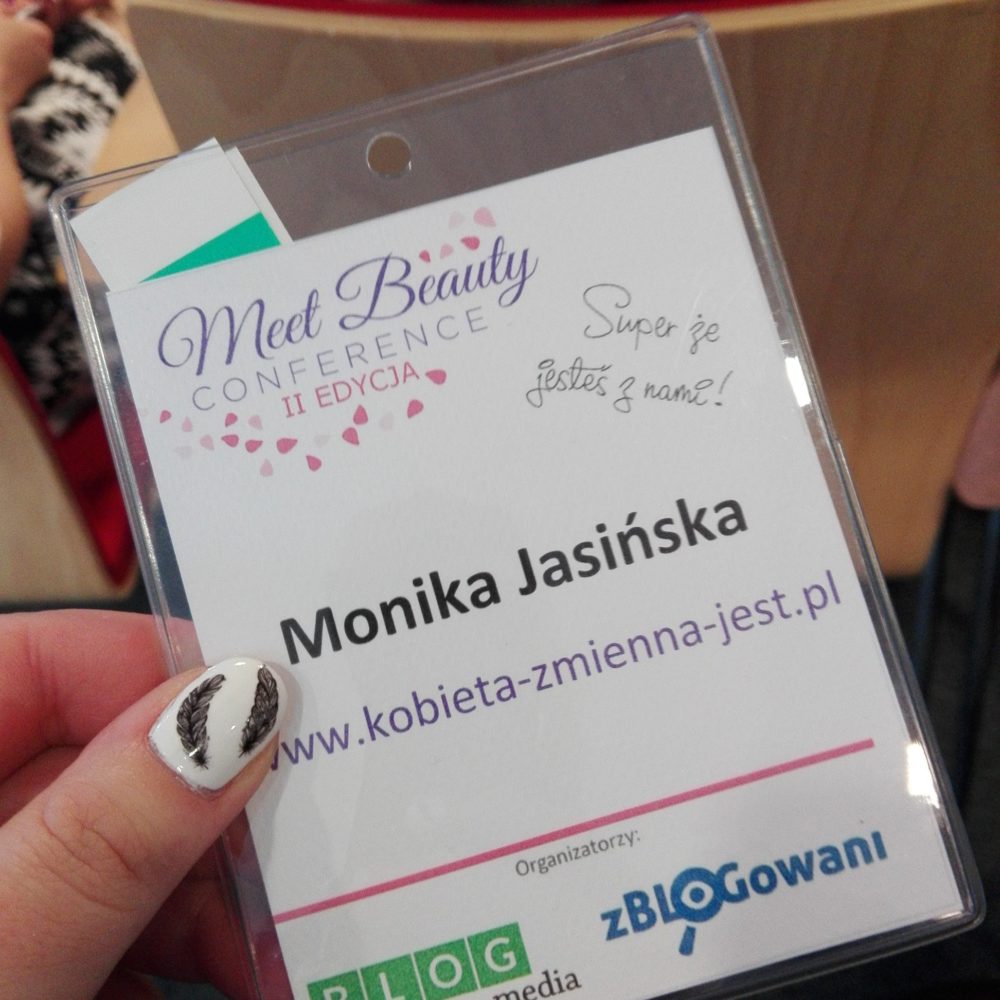 Meet Beauty
CONFERENCE
II EDYCJA
Super że
jesteś z nami!
Monika Jasińska
www.kobieta-zmienna-jest.pl
Organizatorzy:
zBLOGowani
BLOG
media